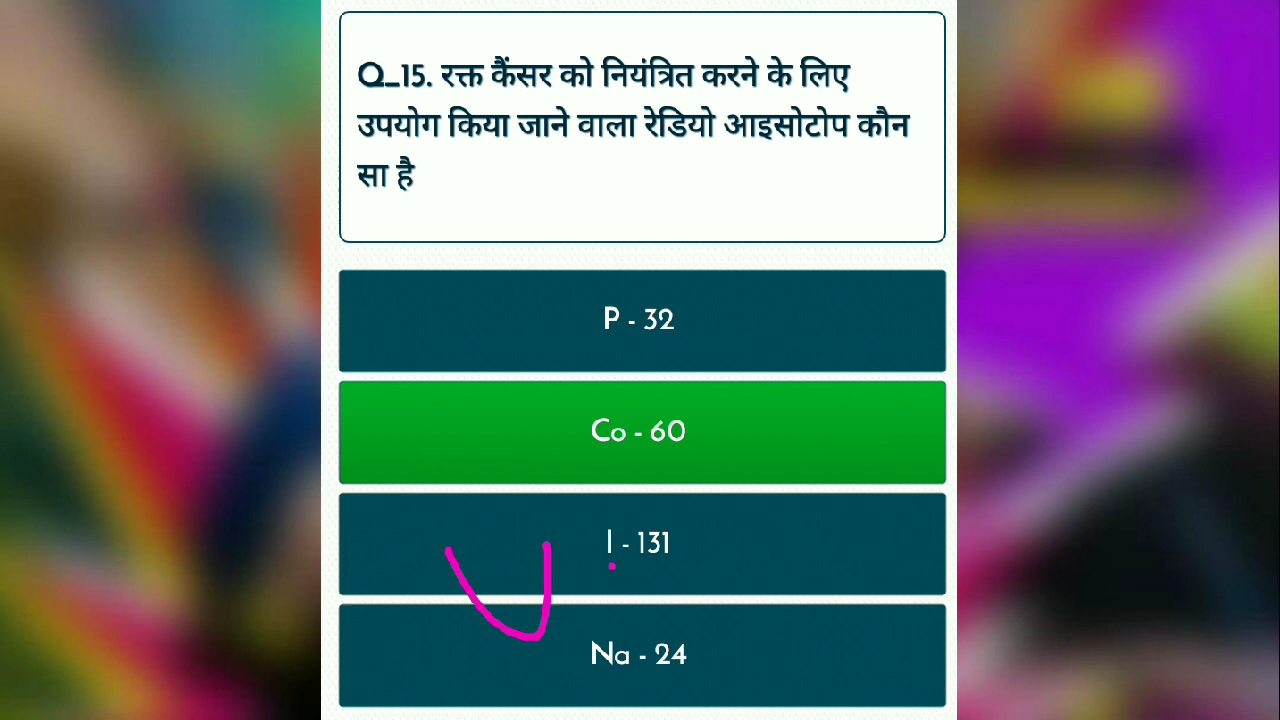 Q_15. रक्त कैंसर को नियंत्रित करने के लिए
उपयोग किया जाने वाला रेडियो आइसोटोप कौन
सा है
P - 32
Co - 60
I - 131
Na - 24